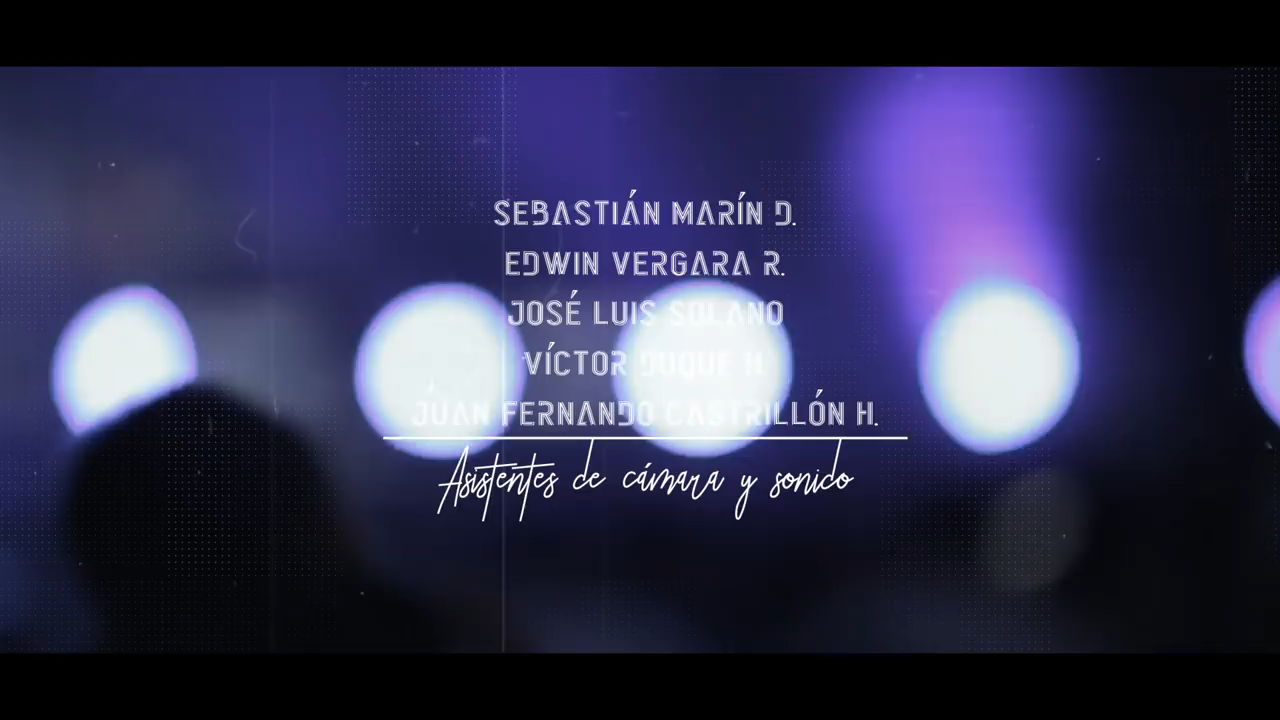 SEBASTIÁN MARÍN D.
EDWIN VERGARA R.
JOSÉ LUIS SOLANO
VÍCTOR DUQUE H.
JUAN FERNANDO CASTRILLÓN H.
Asistentes de cámara y sonido